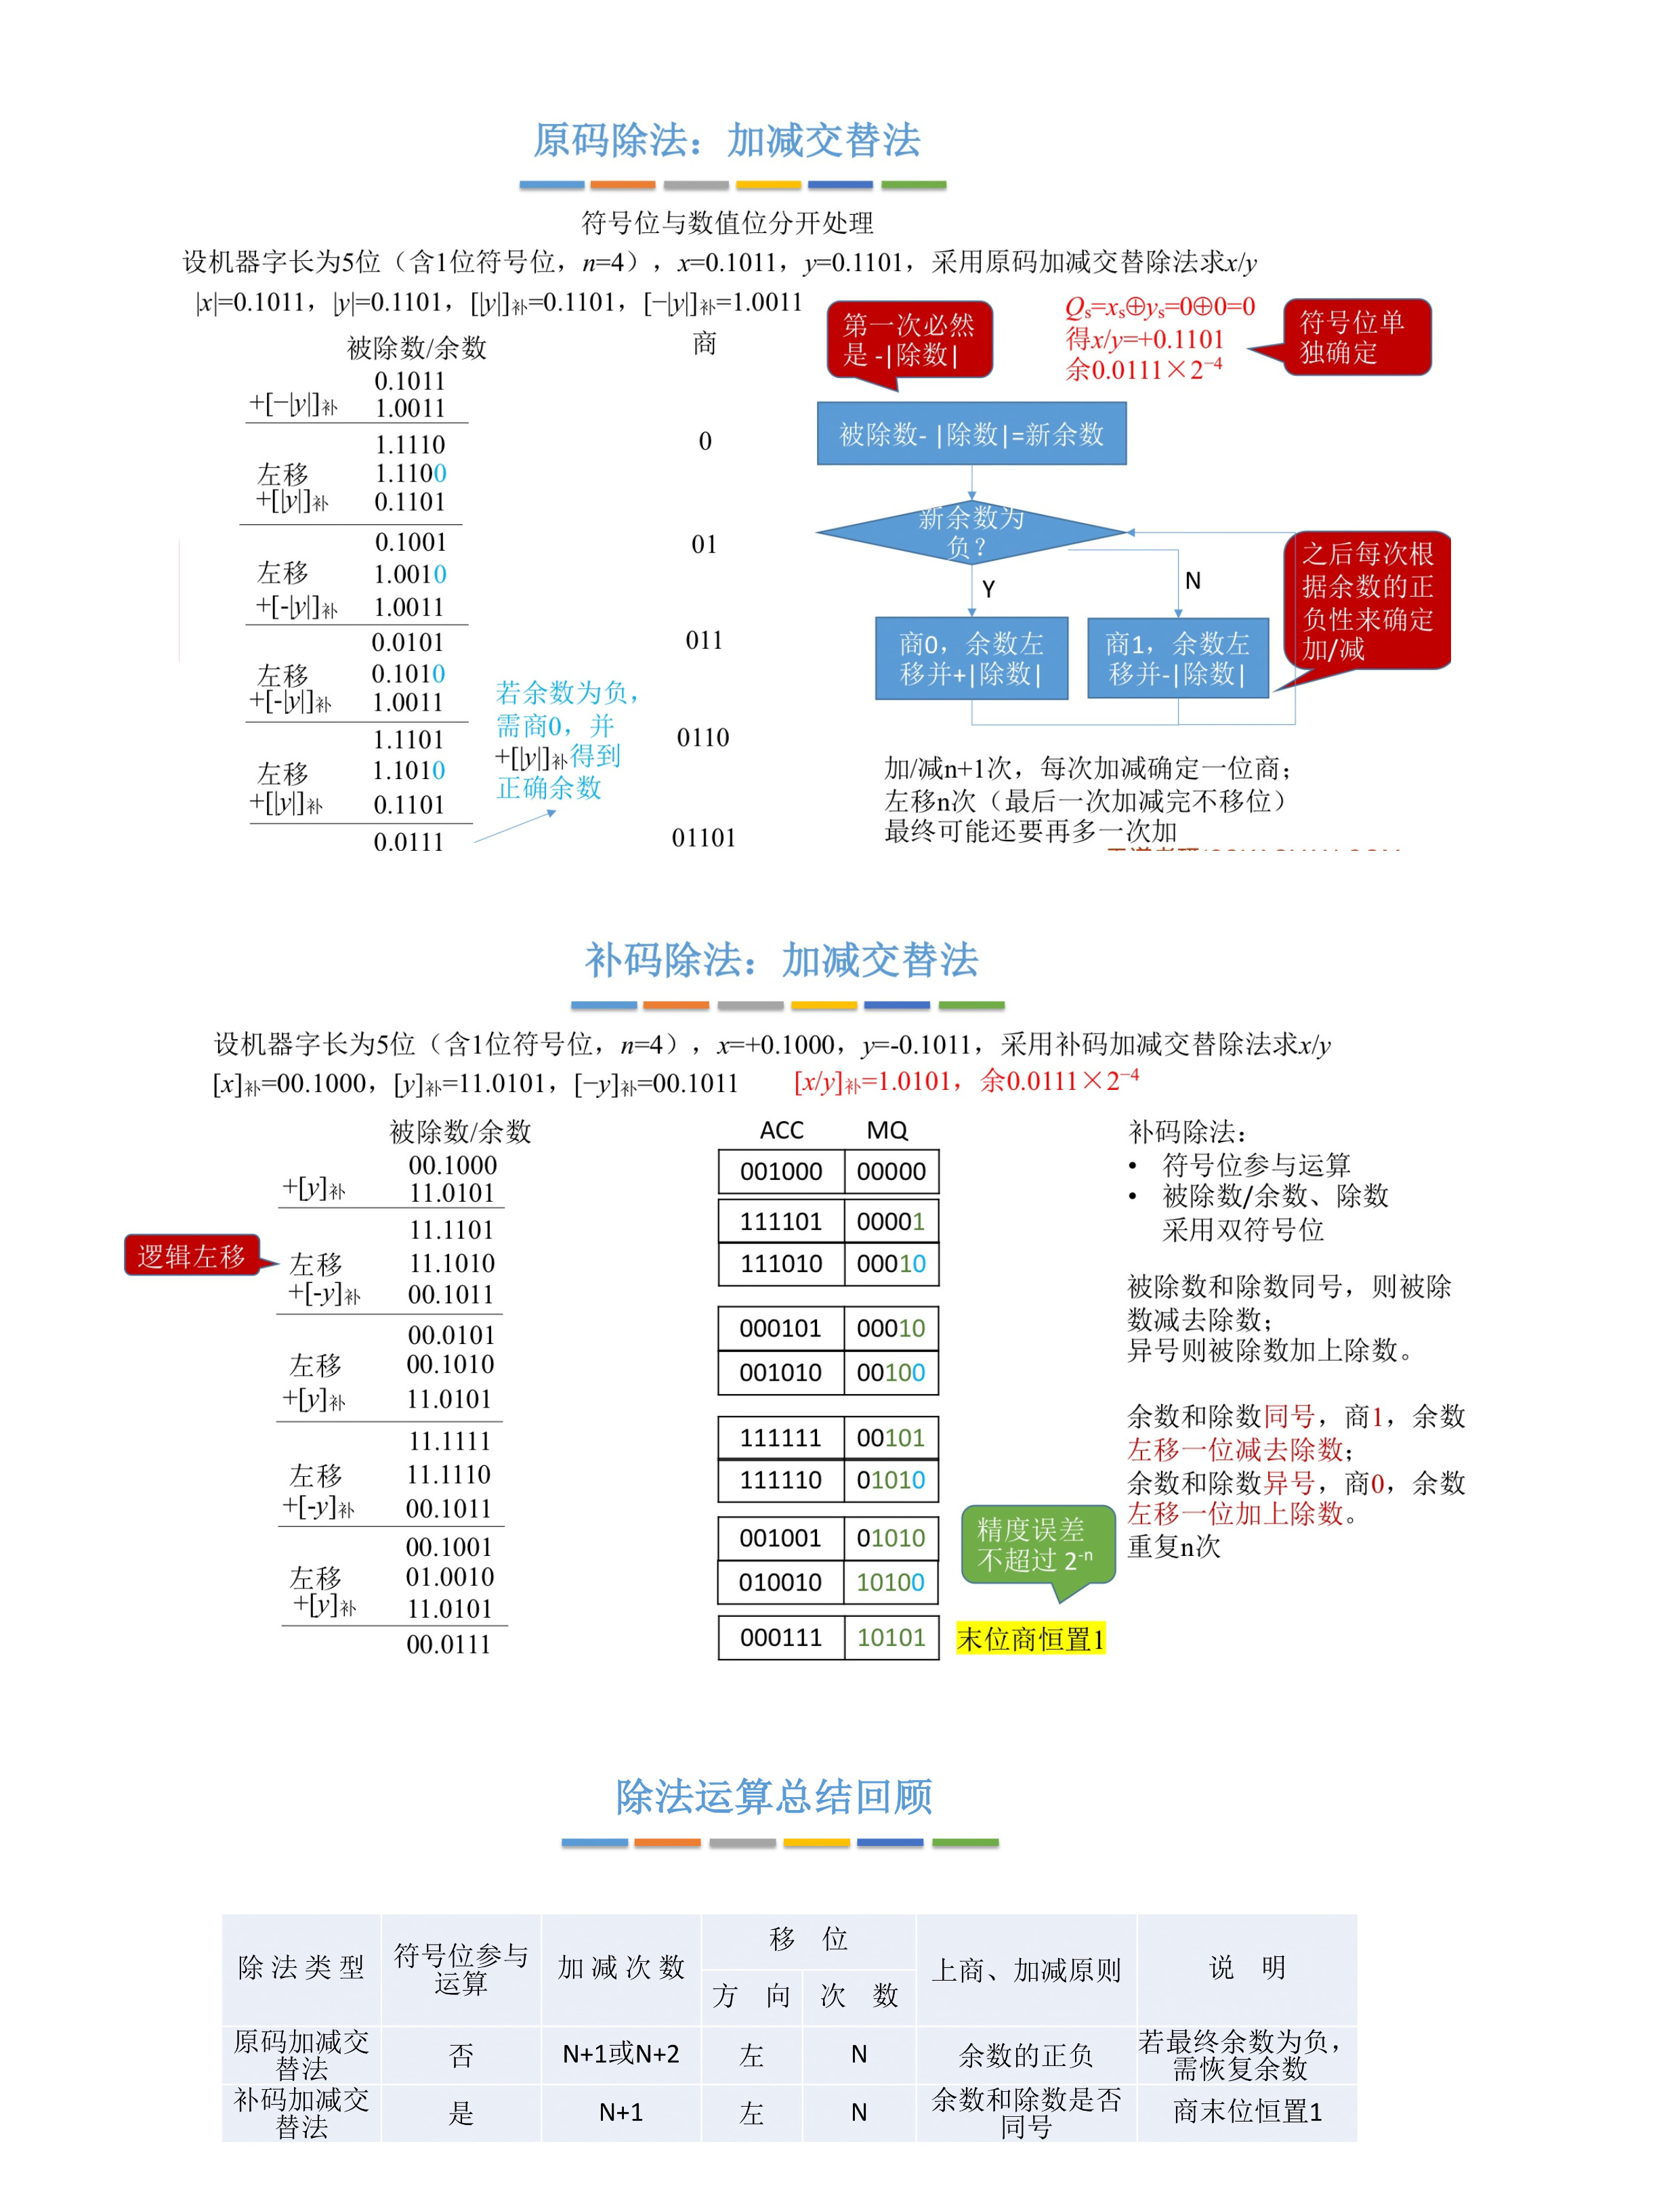 原码除法：加减交替法
符号位与数值位分开处理
设机器字长为5位（含1位符号位，n=4），x=0.1011，y=0.1101，采用原码加减交替除法求x/y
|x|=0.1011，|y|=0.1101，[|y|]补=0.1101，[−|y|]补=1.0011
被除数/余数
商
0.1011
+[−|y|]补 1.0011
1.1110 0
左移 1.1100
+[|y|]补 0.1101
0.1001 01
左移 1.0010
+[-|y|]补 1.0011
0.0101 011
左移 0.1010
+[-|y|]补 1.0011
1.1101 0110
左移 1.1010
+[|y|]补 0.1101
0.0111 01101
若余数为负，
需商0，并
+[|y|]补得到
正确余数
第一次必然
是 -|除数|
Qs=xs⊕ys=0⊕0=0
得x/y=+0.1101
余0.0111×2⁻⁴
符号位单
独确定
被除数- |除数|=新余数
新余数为
负？
Y
N
商0，余数左
移并+|除数|
商1，余数左
移并-|除数|
之后每次根
据余数的正
负性来确定
加/减
加/减n+1次，每次加减确定一位商；
左移n次（最后一次加减完不移位）
最终可能还要再多一次加
补码除法：加减交替法
设机器字长为5位（含1位符号位，n=4），x=+0.1000，y=-0.1011，采用补码加减交替除法求x/y
[x]补=00.1000，[y]补=11.0101，[−y]补=00.1011 [x/y]补=1.0101，余0.0111×2⁻⁴
被除数/余数
00.1000
+[y]补 11.0101
11.1101
逻辑左移
左移 11.1010
+[-y]补 00.1011
00.0101
左移 00.1010
+[y]补 11.0101
11.1111
左移 11.1110
+[-y]补 00.1011
00.1001
左移 01.0010
+[y]补 11.0101
00.0111
ACC MQ
001000 00000
111101 00001
111010 00010
000101 00010
001010 00100
111111 00101
111110 01010
001001 01010
010010 10100
000111 10101
末位商恒置1
精度误差
不超过 2⁻ⁿ
补码除法：
• 符号位参与运算
• 被除数/余数、除数
采用双符号位
被除数和除数同号，则被除
数减去除数；
异号则被除数加上除数。
余数和除数同号，商1，余数
左移一位减去除数；
余数和除数异号，商0，余数
左移一位加上除数。
重复n次
除法运算总结回顾
除法类型 符号位参与运算 加减次数 移 位 上商、加减原则 说 明
方 向 次 数
原码加减交替法 否 N+1或N+2 左 N 余数的正负 若最终余数为负，需恢复余数
补码加减交替法 是 N+1 左 N 余数和除数是否同号 商末位恒置1